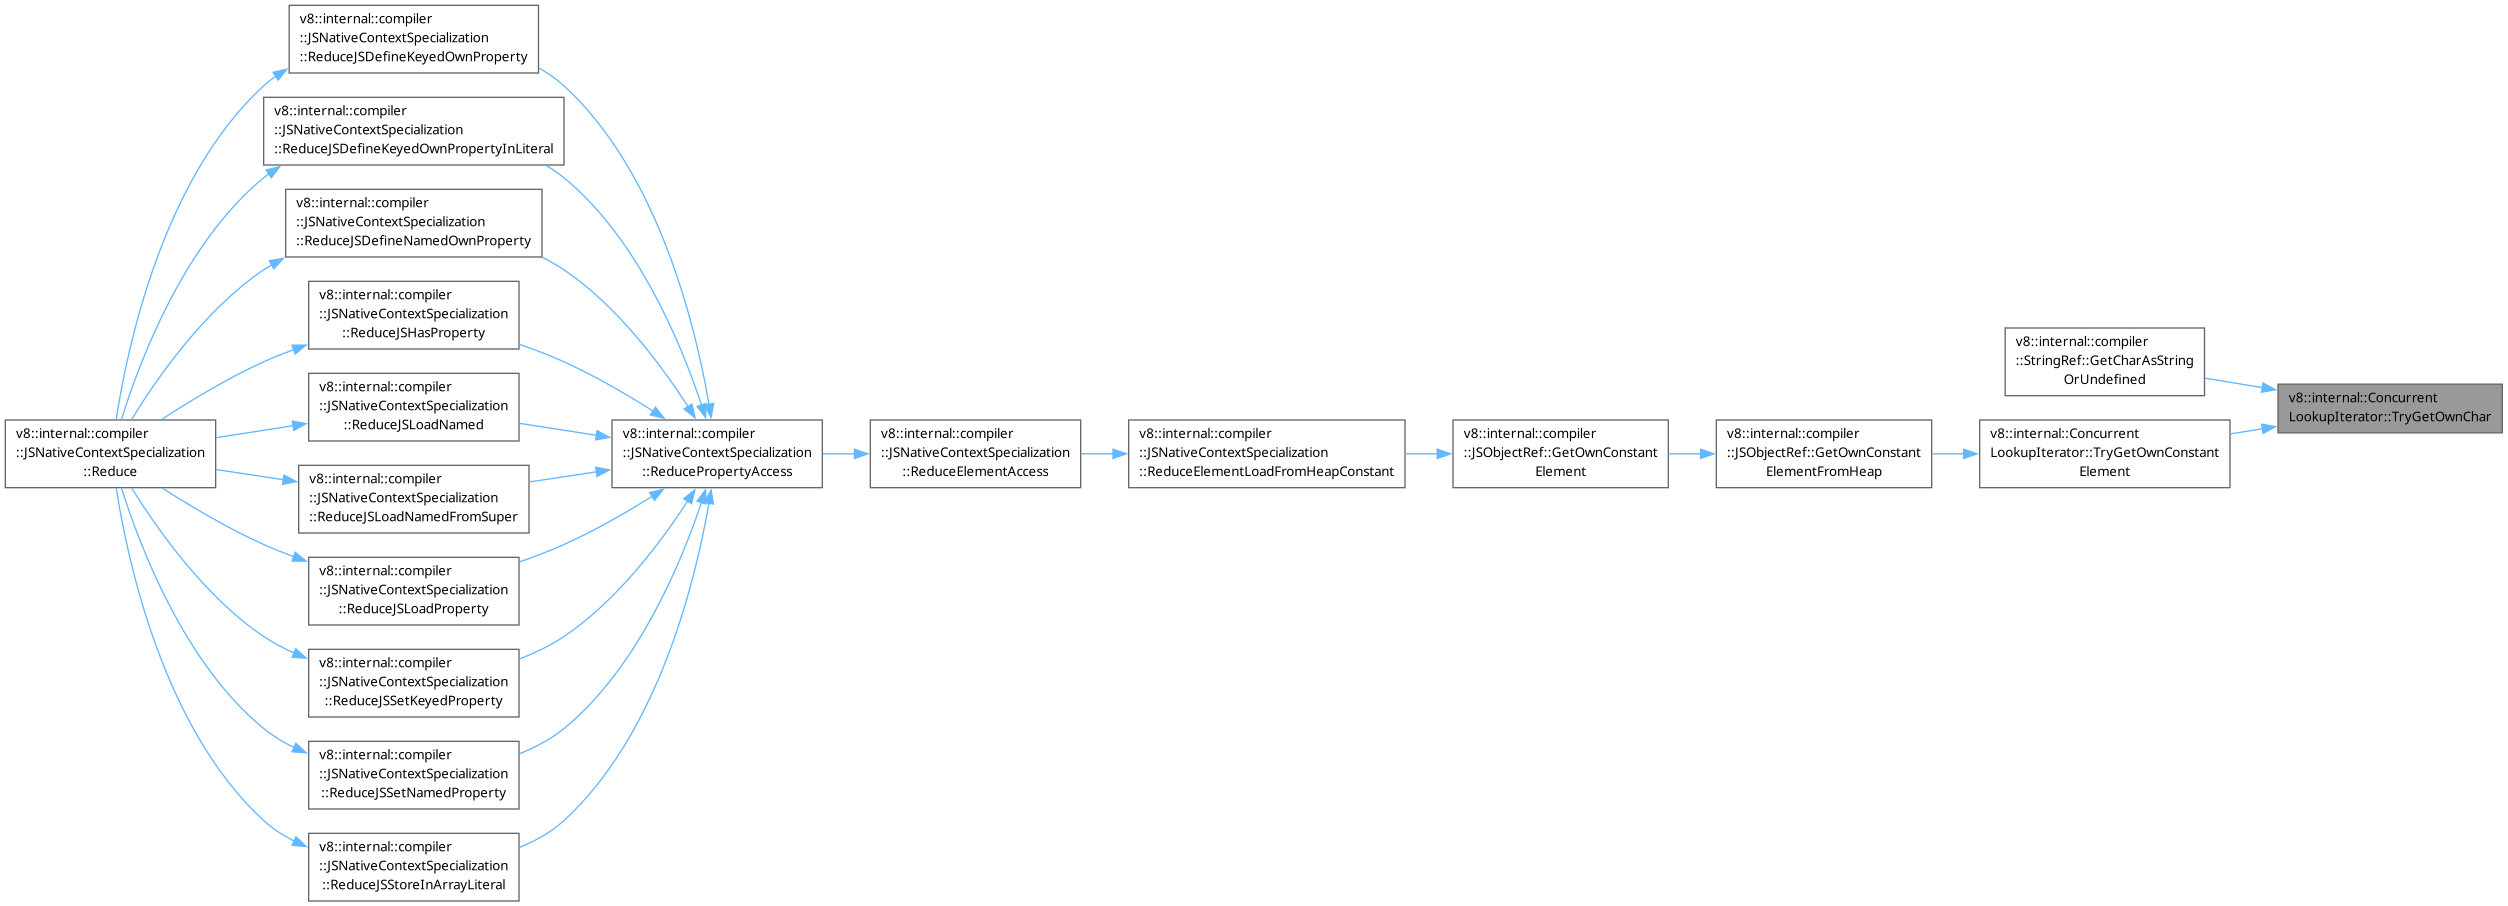 v8::internal::compiler
::JSNativeContextSpecialization
::Reduce
v8::internal::compiler
::JSNativeContextSpecialization
::ReduceJSDefineKeyedOwnProperty
v8::internal::compiler
::JSNativeContextSpecialization
::ReduceJSDefineKeyedOwnPropertyInLiteral
v8::internal::compiler
::JSNativeContextSpecialization
::ReduceJSDefineNamedOwnProperty
v8::internal::compiler
::JSNativeContextSpecialization
::ReduceJSHasProperty
v8::internal::compiler
::JSNativeContextSpecialization
::ReduceJSLoadNamed
v8::internal::compiler
::JSNativeContextSpecialization
::ReduceJSLoadNamedFromSuper
v8::internal::compiler
::JSNativeContextSpecialization
::ReduceJSLoadProperty
v8::internal::compiler
::JSNativeContextSpecialization
::ReduceJSSetKeyedProperty
v8::internal::compiler
::JSNativeContextSpecialization
::ReduceJSSetNamedProperty
v8::internal::compiler
::JSNativeContextSpecialization
::ReduceJSStoreInArrayLiteral
v8::internal::compiler
::JSNativeContextSpecialization
::ReducePropertyAccess
v8::internal::compiler
::JSNativeContextSpecialization
::ReduceElementAccess
v8::internal::compiler
::JSNativeContextSpecialization
::ReduceElementLoadFromHeapConstant
v8::internal::compiler
::JSObjectRef::GetOwnConstant
Element
v8::internal::compiler
::JSObjectRef::GetOwnConstant
ElementFromHeap
v8::internal::compiler
::StringRef::GetCharAsString
OrUndefined
v8::internal::Concurrent
LookupIterator::TryGetOwnConstant
Element
v8::internal::Concurrent
LookupIterator::TryGetOwnChar